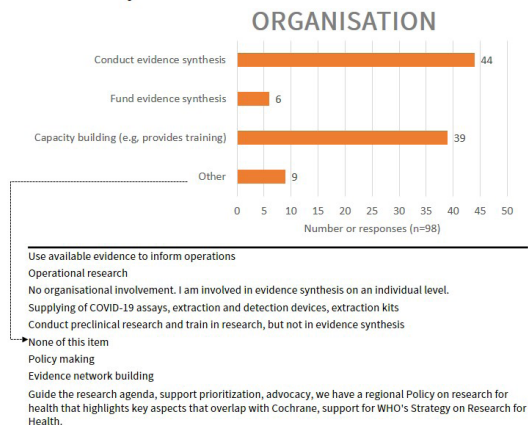 ORGANISATION
Conduct evidence synthesis
44
Fund evidence synthesis
6
Capacity building (e.g, provides training)
39
Other
9
0 5 10 15 20 25 30 35 40 45 50
Number or responses (n=98)
Use available evidence to inform operations
Operational research
No organisational involvement. I am involved in evidence synthesis on an individual level.
Supplying of COVID-19 assays, extraction and detection devices, extraction kits
Conduct preclinical research and train in research, but not in evidence synthesis
None of this item
Policy making
Evidence network building
Guide the research agenda, support prioritization, advocacy, we have a regional Policy on research for
health that highlights key aspects that overlap with Cochrane, support for WHO's Strategy on Research for
Health.